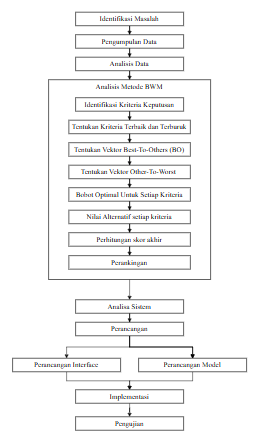 Identifikasi Masalah
Pengumpulan Data
Analisis Data
Analisis Metode BWM
Identifikasi Kriteria Keputusan
Tentukan Kriteria Terbaik dan Terburuk
Tentukan Vektor Best-To-Others (BO)
Tentukan Vektor Other-To-Worst
Bobot Optimal Untuk Setiap Kriteria
Nilai Alternatif setiap kriteria
Perhitungan skor akhir
Perankingan
Analisa Sistem
Perancangan
Perancangan Interface
Perancangan Model
Implementasi
Pengujian